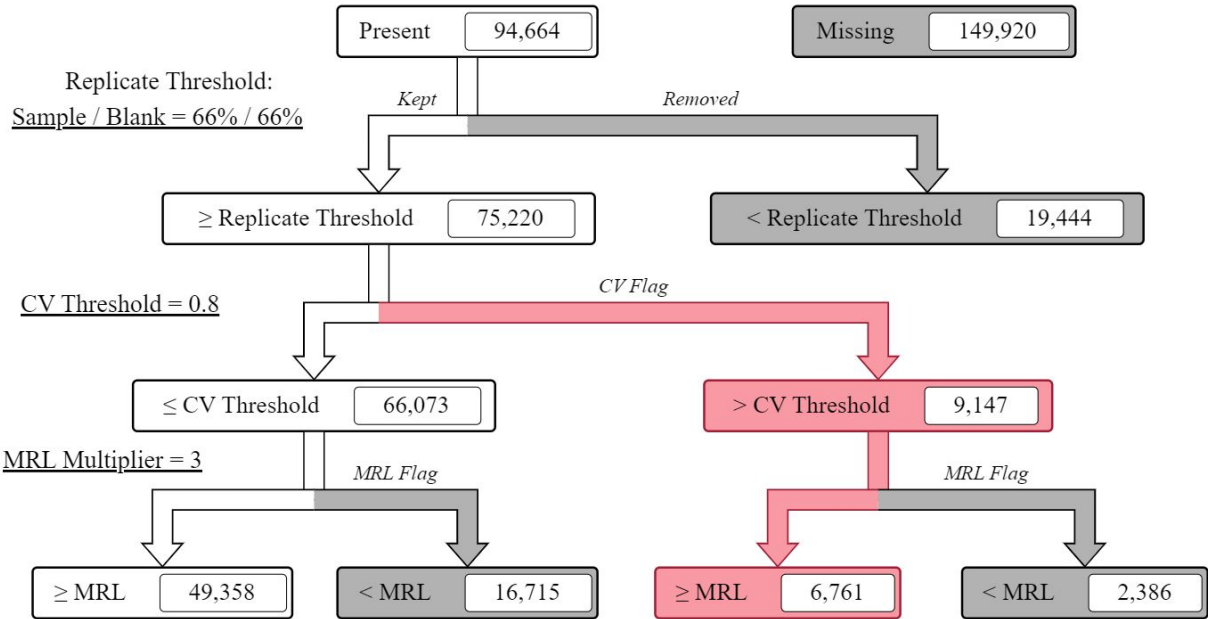 Present 94,664
Missing 149,920
Replicate Threshold:
Sample / Blank = 66% / 66%
Kept
Removed
≥ Replicate Threshold 75,220
< Replicate Threshold 19,444
CV Threshold = 0.8
CV Flag
≤ CV Threshold 66,073
> CV Threshold 9,147
MRL Multiplier = 3
MRL Flag
MRL Flag
≥ MRL 49,358
< MRL 16,715
≥ MRL 6,761
< MRL 2,386